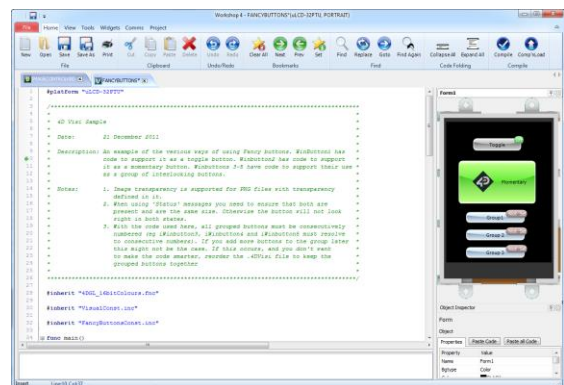 Workshop 4 - FANCYBUTTONS*(uLCD-32PTU, PORTRAIT)
File Home View Tools Widgets Comms Project
New Open Save Save As Print Cut Copy Paste Delete Undo Redo Clear All Next Prev Set Find Replace Goto Find Again Collapse All Expand All Compile Comp'nLoad
File Clipboard Undo/Redo Bookmarks Find Code Folding Compile
FANCYBUTTONS*
#platform "uLCD-32PTU"
4D Visi Sample
Date: 21 December 2011
Description: An example of the various ways of using Fancy buttons. Winbutton1 has
code to support it as a toggle button. Winbutton2 has code to support
it as a momentary button. Winbuttons 3-5 have code to support their use
as a group of interlocking buttons.
Notes: 1. Image transparency is supported for PNG files with transparency
defined in it.
2. When using 'Status' messages you need to ensure that both are
present and are the same size. Otherwise the button will not look
right in both states.
3. With the code used here, all grouped buttons must be consecutively
numbered (eg iWinbutton3, iWinbutton4 and iWinbutton5 must resolve
to consecutive numbers). If you add more buttons to the group later
this might not be the case. If this occurs, and you don't want
to make the code smarter, reorder the .4DVisi file to keep the
grouped buttons together
#inherit "4DGL_16bitColours.fnc"
#inherit "VisualConst.inc"
#inherit "FancyButtonsConst.inc"
func main()
Form1
Toggle
4D Momentary
Group1
Group 2
Group 3
Object Inspector
Form
Object
Properties Paste Code Paste all Code
Property Value
Name Form1
Bgtype Color
Insert